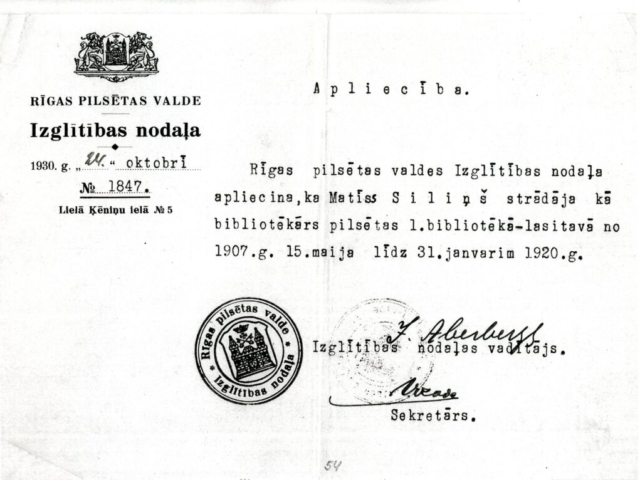 RĪGAS PILSĒTAS VALDE
Izglītības nodaļa
1930. g. „24.“ oktobrī
№ 1847.
Lielā Ķēniņu ielā № 5
Apliecība.
Rīgas pilsētas valdes Izglītības nodaļa
apliecina, ka Matīss Siliņš strādāja kā
bibliotēkārs pilsētas 1.bibliotēkā-lasitavā no
1907.g. 15.maija līdz 31.janvarim 1920.g.
Rīgas pilsētas valde
Izglītības nodaļa
J. Aberbergs
Izglītības nodaļas vadītājs.
Sekretārs.
54